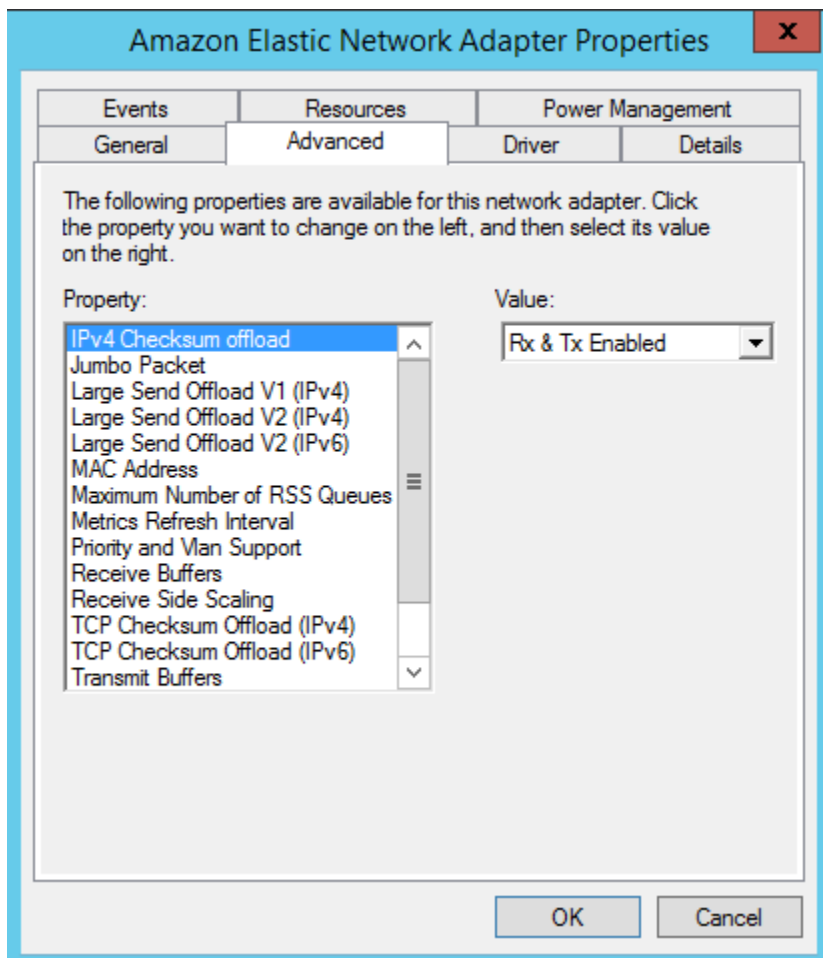 Amazon Elastic Network Adapter Properties
x
Events Resources Power Management
General Advanced Driver Details
The following properties are available for this network adapter. Click
the property you want to change on the left, and then select its value
on the right.
Property: Value:
IPv4 Checksum offload Rx & Tx Enabled
Jumbo Packet
Large Send Offload V1 (IPv4)
Large Send Offload V2 (IPv4)
Large Send Offload V2 (IPv6)
MAC Address
Maximum Number of RSS Queues
Metrics Refresh Interval
Priority and Vlan Support
Receive Buffers
Receive Side Scaling
TCP Checksum Offload (IPv4)
TCP Checksum Offload (IPv6)
Transmit Buffers
OK Cancel